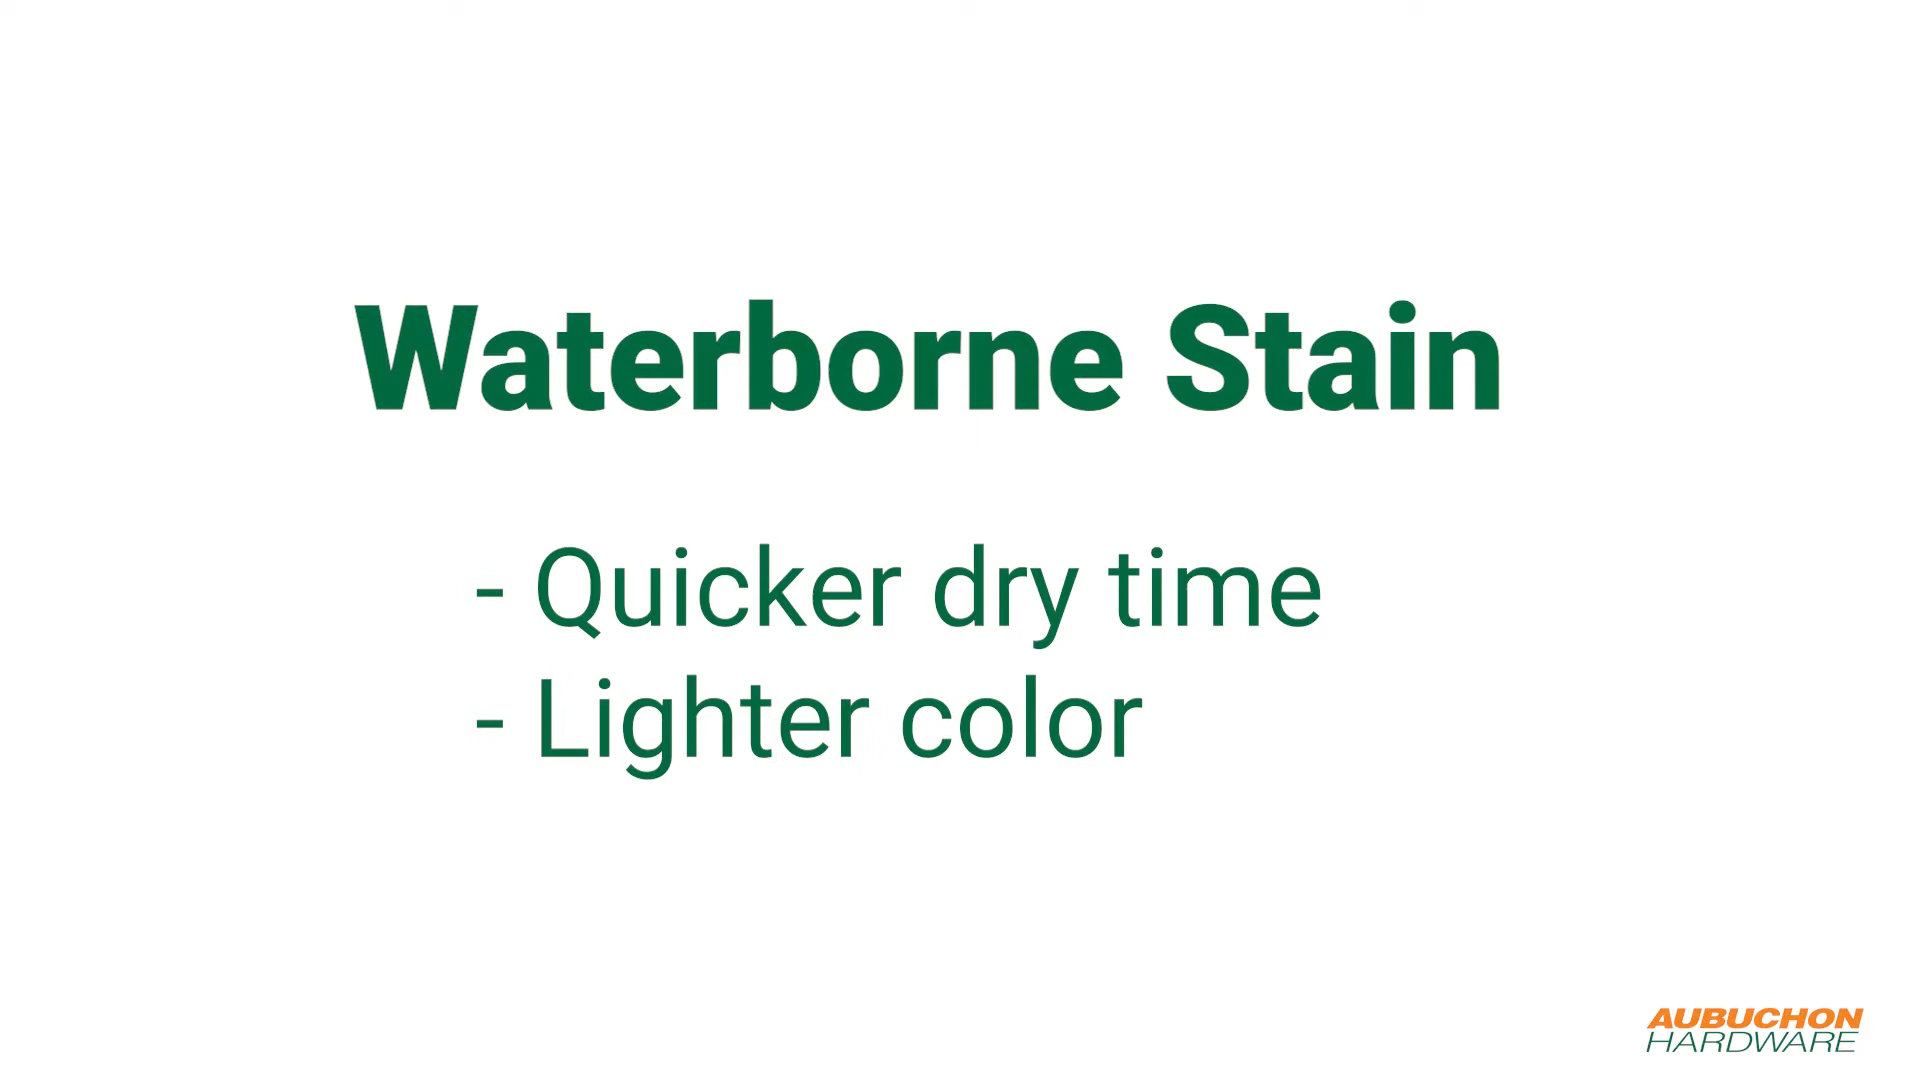 Waterborne Stain
- Quicker dry time
- Lighter color
AUBUCHON
HARDWARE